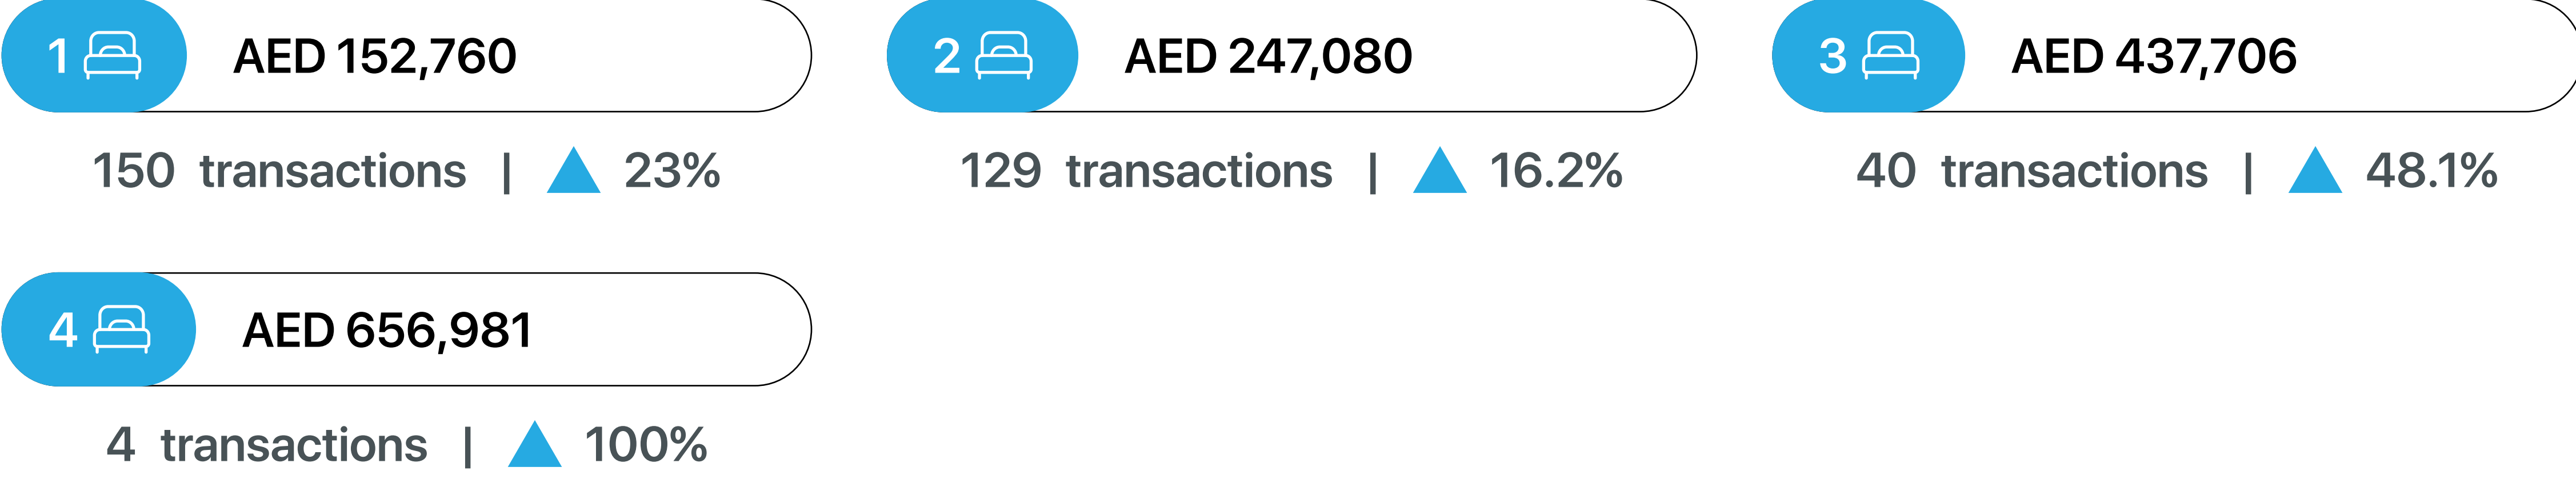 1 AED 152,760
150 transactions | ▲ 23%
2 AED 247,080
129 transactions | ▲ 16.2%
3 AED 437,706
40 transactions | ▲ 48.1%
4 AED 656,981
4 transactions | ▲ 100%